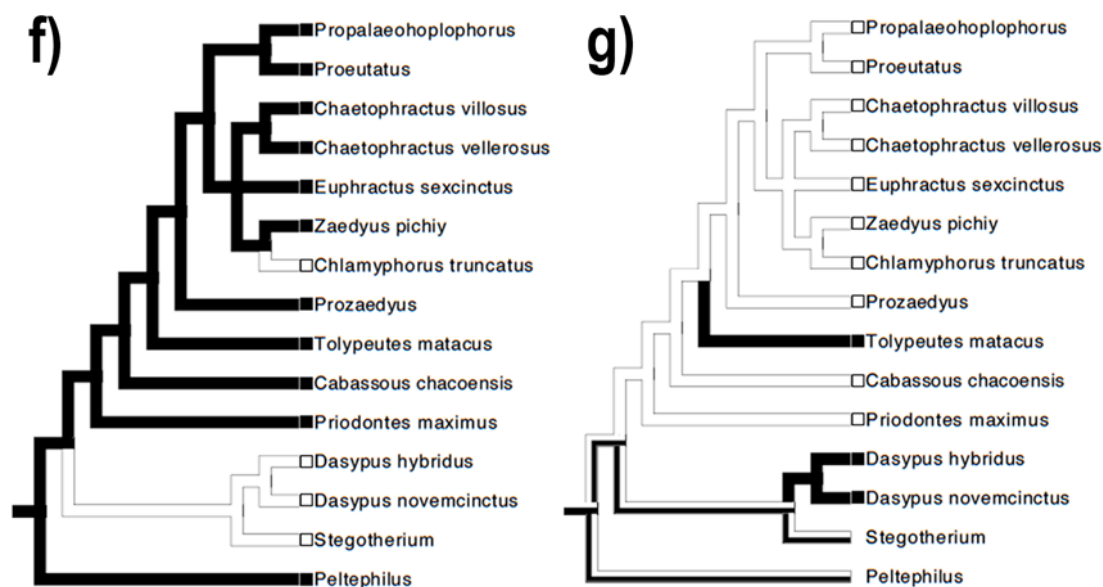 f)
Propalaeohoplophorus
Proeutatus
Chaetophractus villosus
Chaetophractus vellerosus
Euphractus sexcinctus
Zaedyus pichiy
Chlamyphorus truncatus
Prozaedyus
Tolypeutes matacus
Cabassous chacoensis
Priodontes maximus
Dasypus hybridus
Dasypus novemcinctus
Stegotherium
Peltephilus
g)
Propalaeohoplophorus
Proeutatus
Chaetophractus villosus
Chaetophractus vellerosus
Euphractus sexcinctus
Zaedyus pichiy
Chlamyphorus truncatus
Prozaedyus
Tolypeutes matacus
Cabassous chacoensis
Priodontes maximus
Dasypus hybridus
Dasypus novemcinctus
Stegotherium
Peltephilus